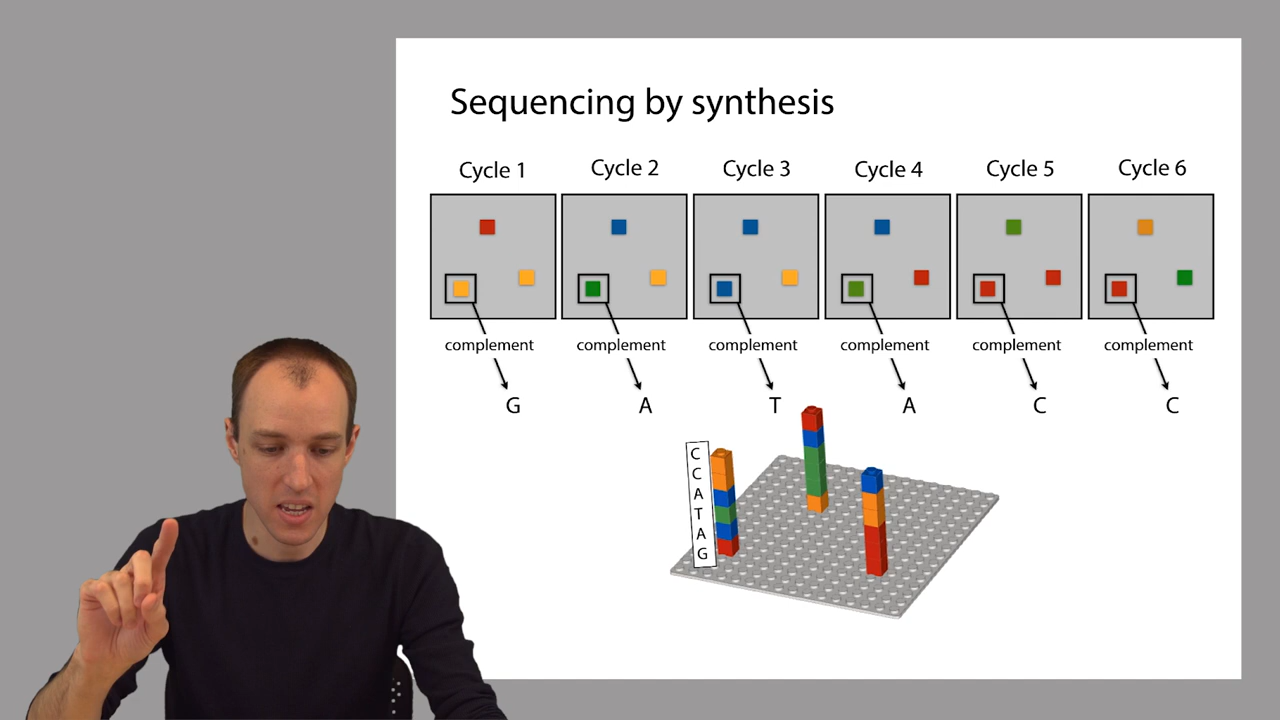 Sequencing by synthesis
Cycle 1 Cycle 2 Cycle 3 Cycle 4 Cycle 5 Cycle 6
complement complement complement complement complement complement
G A T A C C
C
C
A
T
A
G